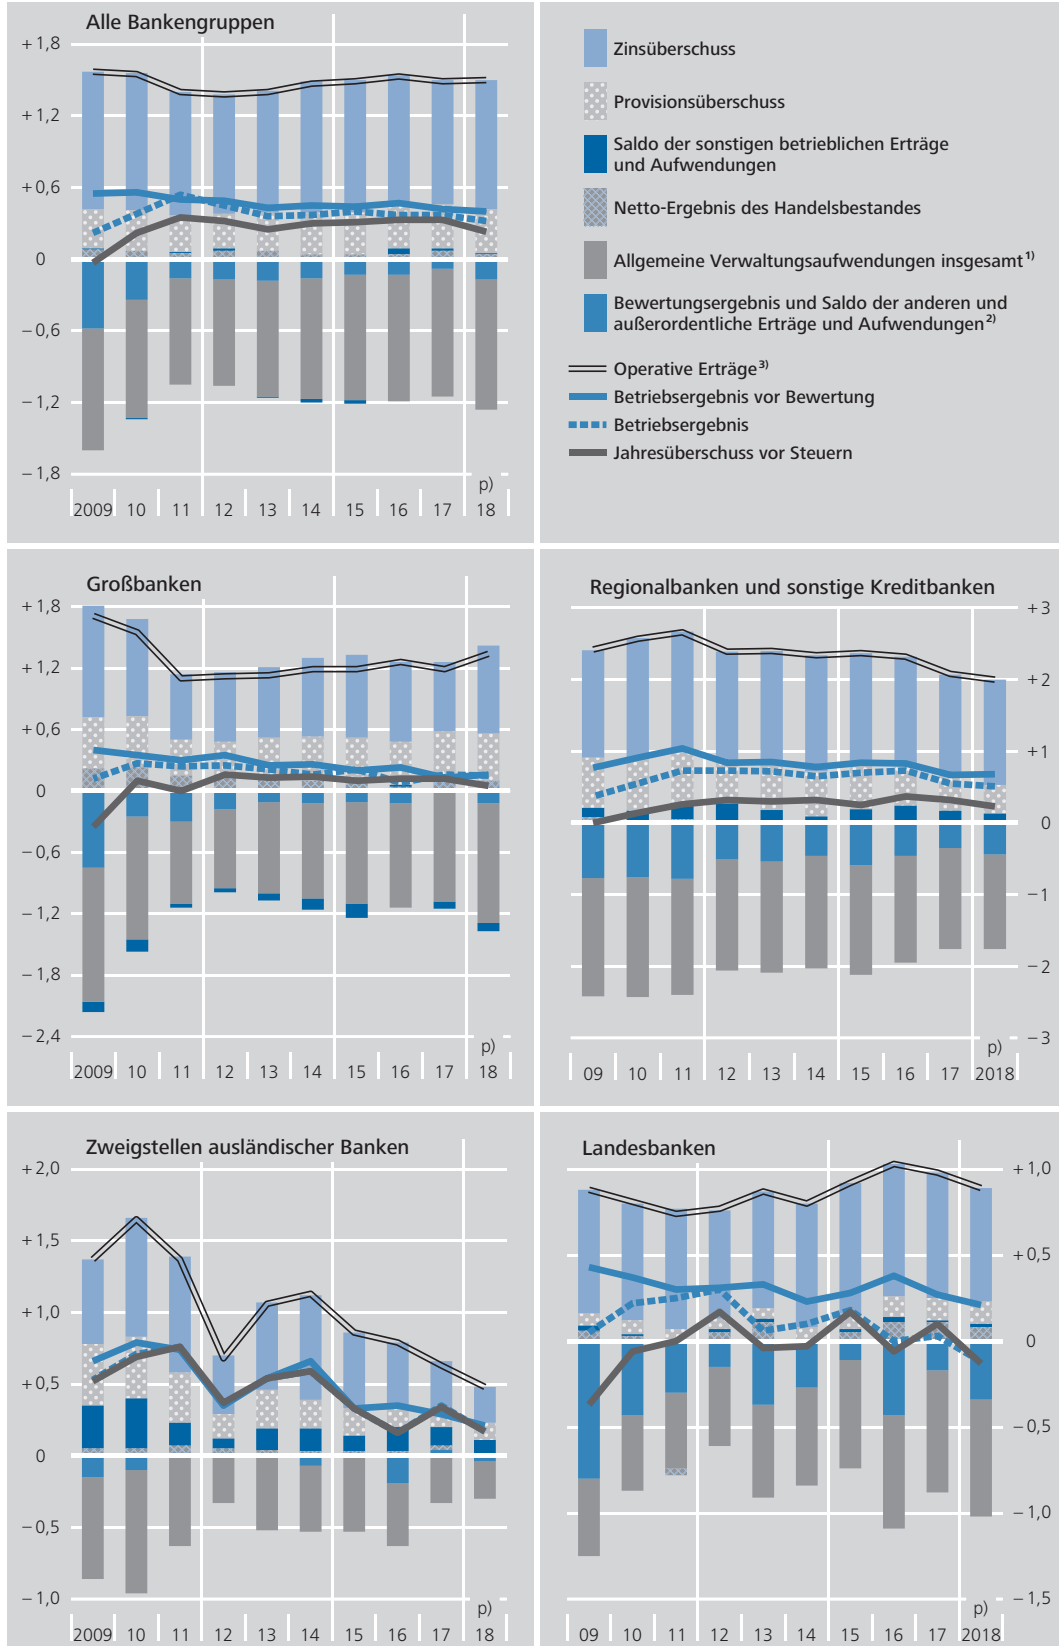 Alle Bankengruppen
+ 1,8
+ 1,2
+ 0,6
0
− 0,6
− 1,2
− 1,8
p)
2009 10 11 12 13 14 15 16 17 18
Zinsüberschuss
Provisionsüberschuss
Saldo der sonstigen betrieblichen Erträge
und Aufwendungen
Netto-Ergebnis des Handelsbestandes
Allgemeine Verwaltungsaufwendungen insgesamt 1)
Bewertungsergebnis und Saldo der anderen und
außerordentliche Erträge und Aufwendungen 2)
Operative Erträge 3)
Betriebsergebnis vor Bewertung
Betriebsergebnis
Jahresüberschuss vor Steuern
Großbanken
+ 1,8
+ 1,2
+ 0,6
0
− 0,6
− 1,2
− 1,8
− 2,4
p)
2009 10 11 12 13 14 15 16 17 18
Regionalbanken und sonstige Kreditbanken
+ 3
+ 2
+ 1
0
− 1
− 2
− 3
p)
09 10 11 12 13 14 15 16 17 2018
Zweigstellen ausländischer Banken
+ 2,0
+ 1,5
+ 1,0
+ 0,5
0
− 0,5
− 1,0
p)
2009 10 11 12 13 14 15 16 17 18
Landesbanken
+ 1,0
+ 0,5
0
− 0,5
− 1,0
− 1,5
p)
09 10 11 12 13 14 15 16 17 2018